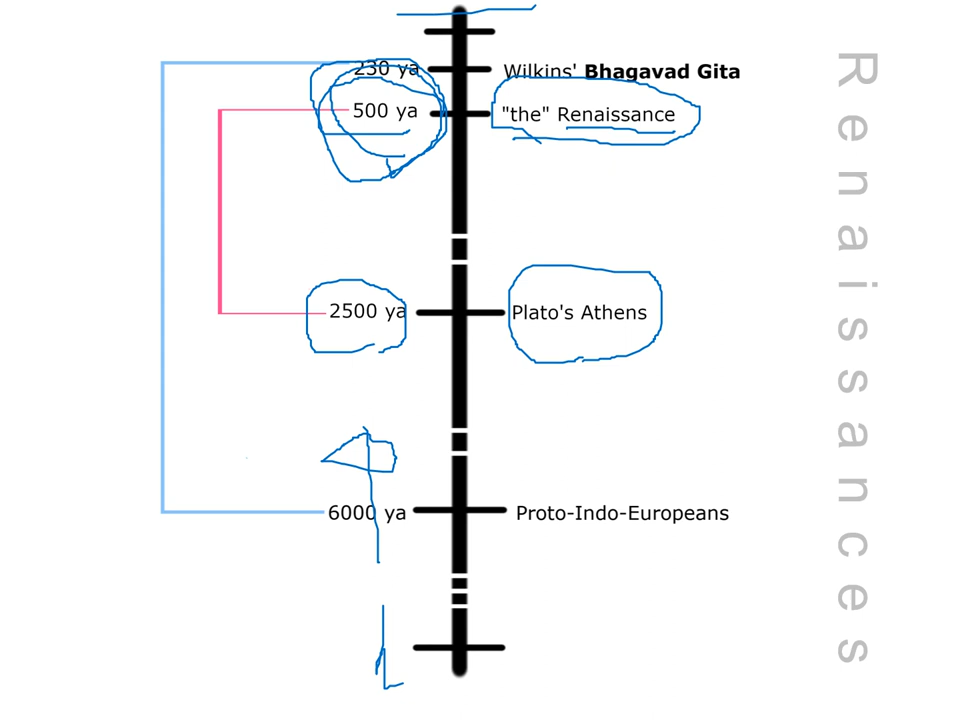 230 ya Wilkins' Bhagavad Gita
500 ya "the" Renaissance
2500 ya Plato's Athens
6000 ya Proto-Indo-Europeans
Renaissances